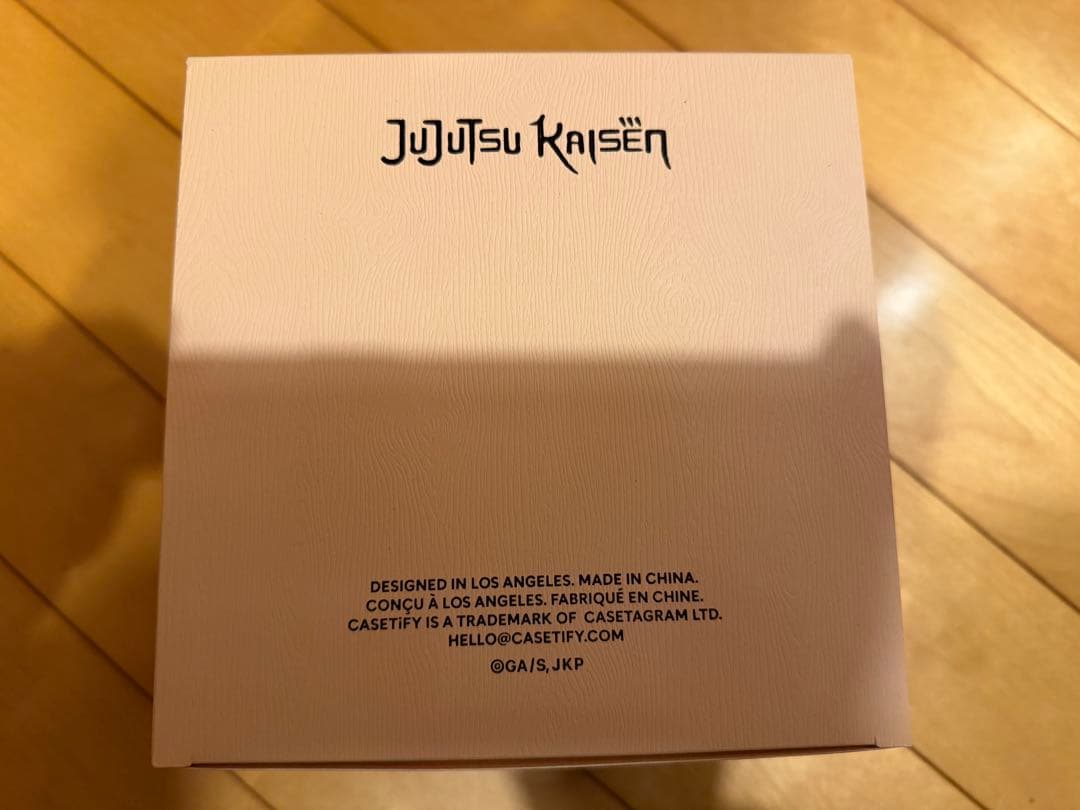 JUJUTSU KAISEN
DESIGNED IN LOS ANGELES. MADE IN CHINA.
CONÇU À LOS ANGELES. FABRIQUÉ EN CHINE.
CASETiFY IS A TRADEMARK OF CASETAGRAM LTD.
HELLO@CASETIFY.COM
©GA/S,JKP